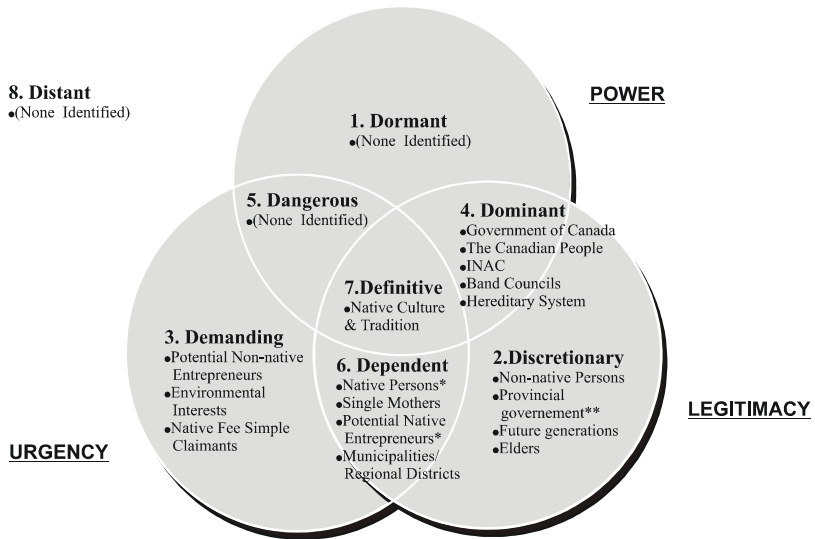 8. Distant
•(None Identified)
POWER
1. Dormant
•(None Identified)
5. Dangerous
•(None Identified)
4. Dominant
•Government of Canada
•The Canadian People
•INAC
•Band Councils
•Hereditary System
7.Definitive
•Native Culture
& Tradition
3. Demanding
•Potential Non-native
Entrepreneurs
•Environmental
Interests
•Native Fee Simple
Claimants
6. Dependent
•Native Persons*
•Single Mothers
•Potential Native
Entrepreneurs*
•Municipalities/
Regional Districts
2.Discretionary
•Non-native Persons
•Provincial
governement**
•Future generations
•Elders
LEGITIMACY
URGENCY